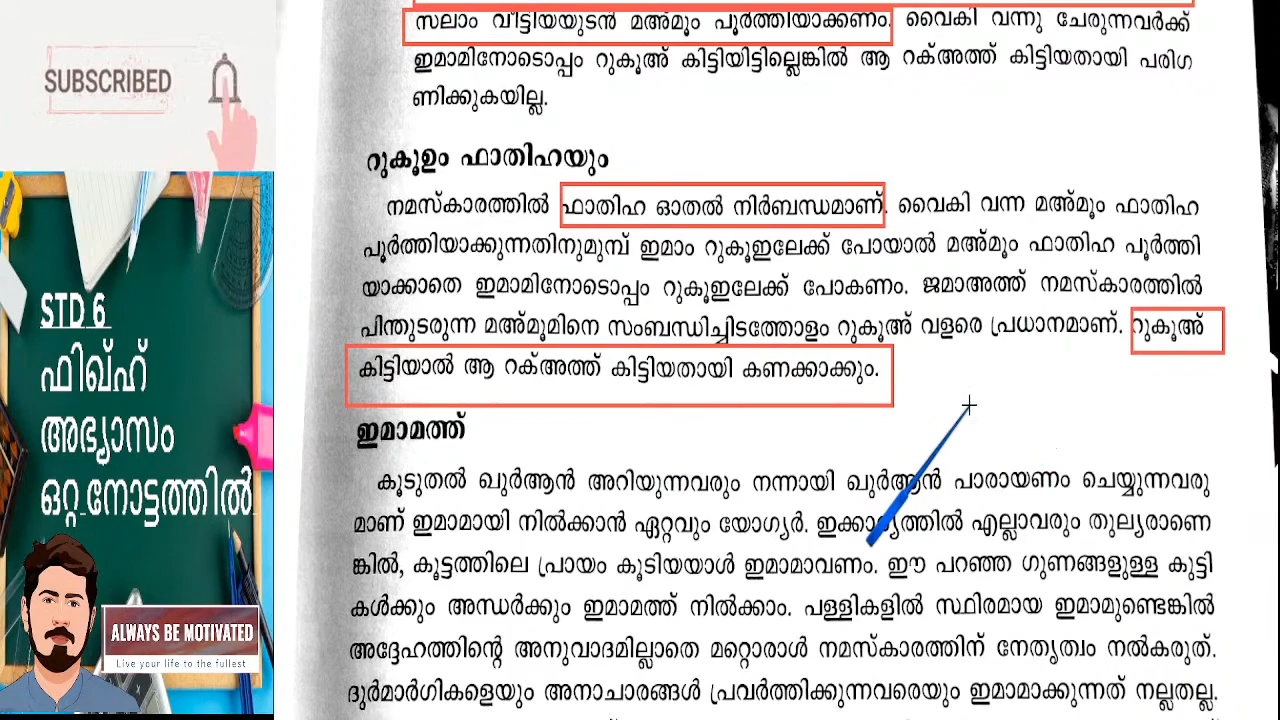 SUBSCRIBED
STD 6
ഫിഖ്ഹ്
അഭ്യാസം
ഒറ്റ നോട്ടത്തിൽ
ALWAYS BE MOTIVATED
Live your life to the fullest
സലാം വീട്ടിയയുടൻ മഅ്മൂം പൂർത്തിയാക്കണം. വൈകി വന്നു ചേരുന്നവർക്ക്
ഇമാമിനോടൊപ്പം റുകൂഅ് കിട്ടിയിട്ടില്ലെങ്കിൽ ആ റക്അത്ത് കിട്ടിയതായി പരിഗ
ണിക്കുകയില്ല.
റുകൂഉം ഫാതിഹയും
നമസ്കാരത്തിൽ ഫാതിഹ ഓതൽ നിർബന്ധമാണ്. വൈകി വന്ന മഅ്മൂം ഫാതിഹ
പൂർത്തിയാക്കുന്നതിനുമുമ്പ് ഇമാം റുകൂഇലേക്ക് പോയാൽ മഅ്മൂം ഫാതിഹ പൂർത്തി
യാക്കാതെ ഇമാമിനോടൊപ്പം റുകൂഇലേക്ക് പോകണം. ജമാഅത്ത് നമസ്കാരത്തിൽ
പിന്തുടരുന്ന മഅ്മൂമിനെ സംബന്ധിച്ചിടത്തോളം റുകൂഅ് വളരെ പ്രധാനമാണ്. റുകൂഅ്
കിട്ടിയാൽ ആ റക്അത്ത് കിട്ടിയതായി കണക്കാക്കും.
ഇമാമത്ത്
കൂടുതൽ ഖുർആൻ അറിയുന്നവരും നന്നായി ഖുർആൻ പാരായണം ചെയ്യുന്നവരു
മാണ് ഇമാമായി നിൽക്കാൻ ഏറ്റവും യോഗ്യർ. ഇക്കാര്യത്തിൽ എല്ലാവരും തുല്യരാണെ
ങ്കിൽ, കൂട്ടത്തിലെ പ്രായം കൂടിയയാൾ ഇമാമാവണം. ഈ പറഞ്ഞ ഗുണങ്ങളുള്ള കുട്ടി
കൾക്കും അന്ധർക്കും ഇമാമത്ത് നിൽക്കാം. പള്ളികളിൽ സ്ഥിരമായ ഇമാമുണ്ടെങ്കിൽ
അദ്ദേഹത്തിന്റെ അനുവാദമില്ലാതെ മറ്റൊരാൾ നമസ്കാരത്തിന് നേതൃത്വം നൽകരുത്.
ദുർമാർഗികളെയും അനാചാരങ്ങൾ പ്രവർത്തിക്കുന്നവരെയും ഇമാമാക്കുന്നത് നല്ലതല്ല.